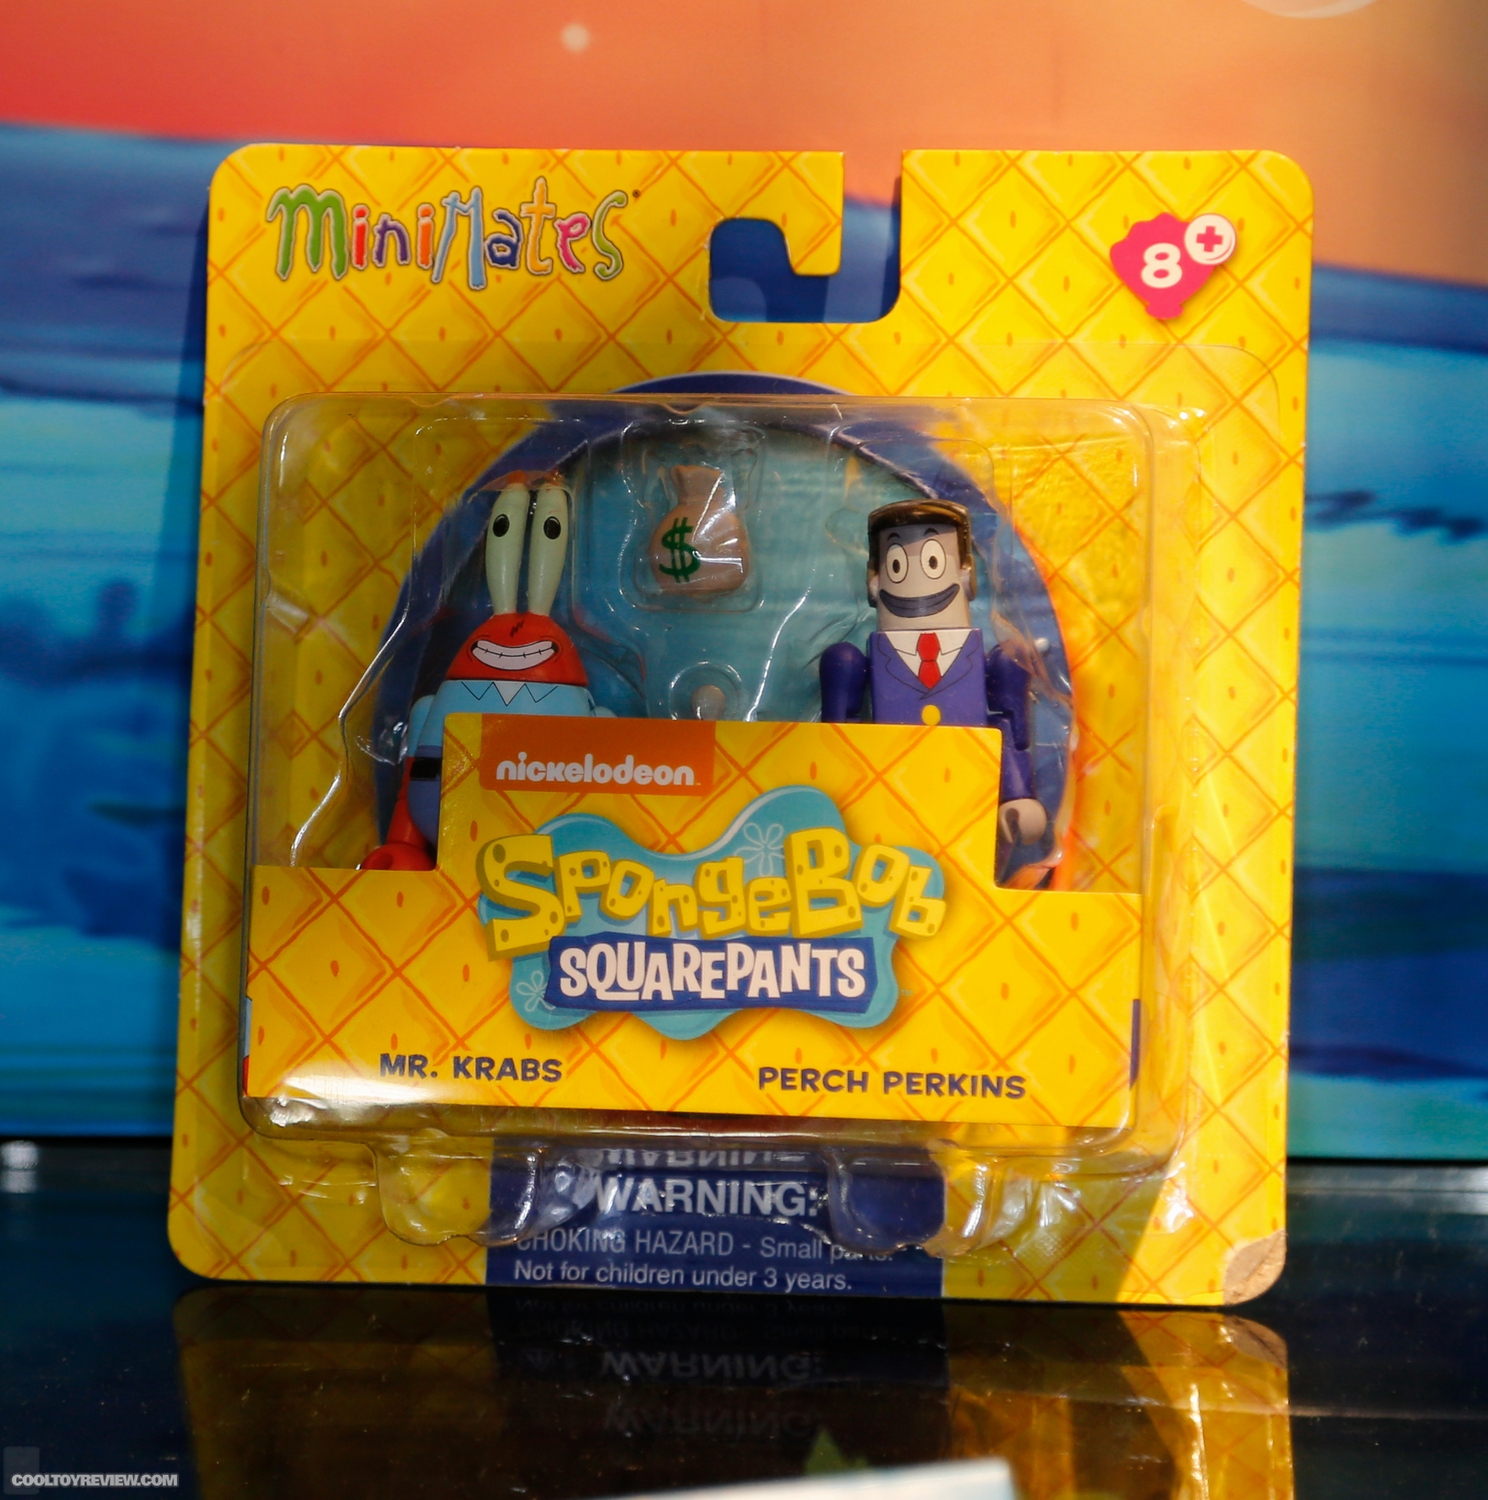 MiniMates
8+
$
nickelodeon
SpongeBob
SQUAREPANTS
MR. KRABS
PERCH PERKINS
WARNING:
CHOKING HAZARD - Small parts.
Not for children under 3 years.
COOLTOYREVIEW.COM